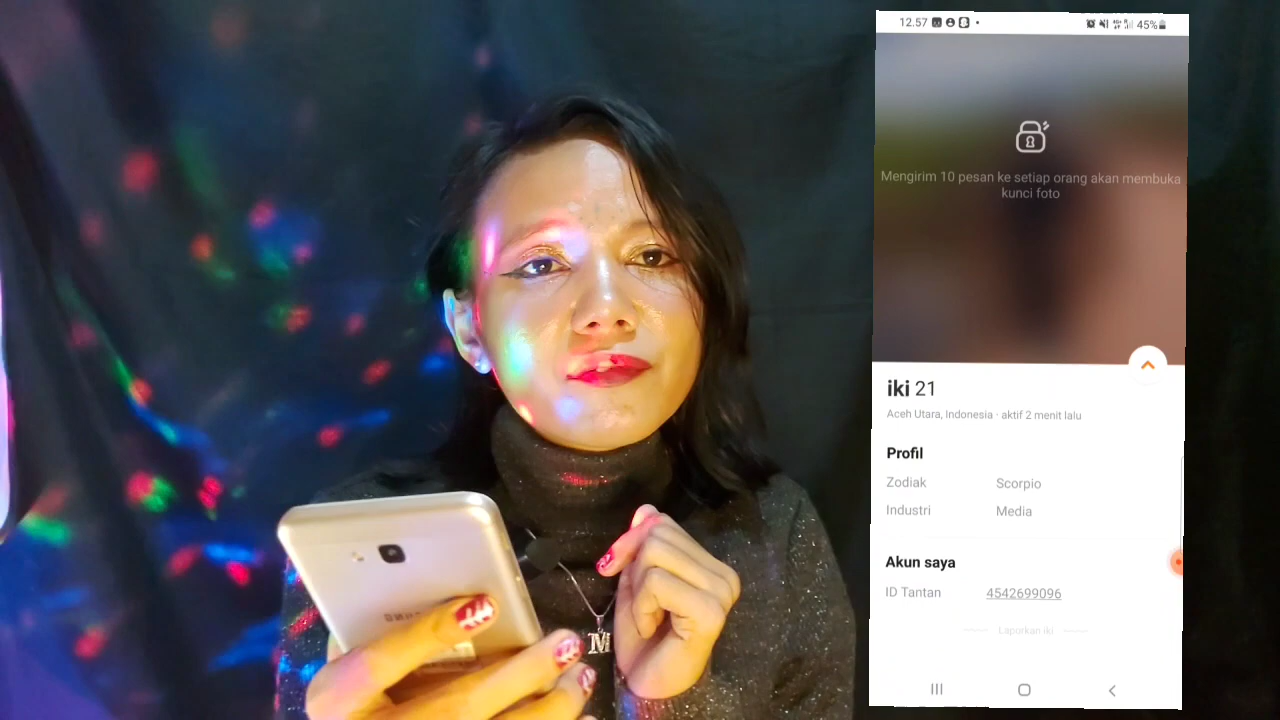 12.57
45%
Mengirim 10 pesan ke setiap orang akan membuka
kunci foto
iki 21
Aceh Utara, Indonesia · aktif 2 menit lalu
Profil
Zodiak Scorpio
Industri Media
Akun saya
ID Tantan 4542699096
Laporkan iki
M